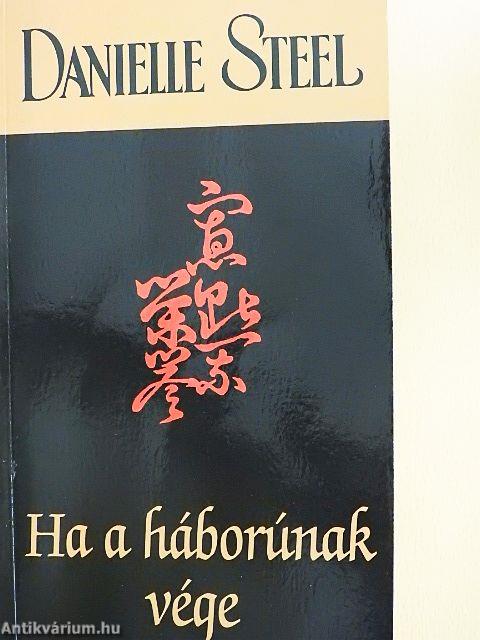 DANIELLE STEEL
Ha a háborúnak
vége
Antikvárium.hu